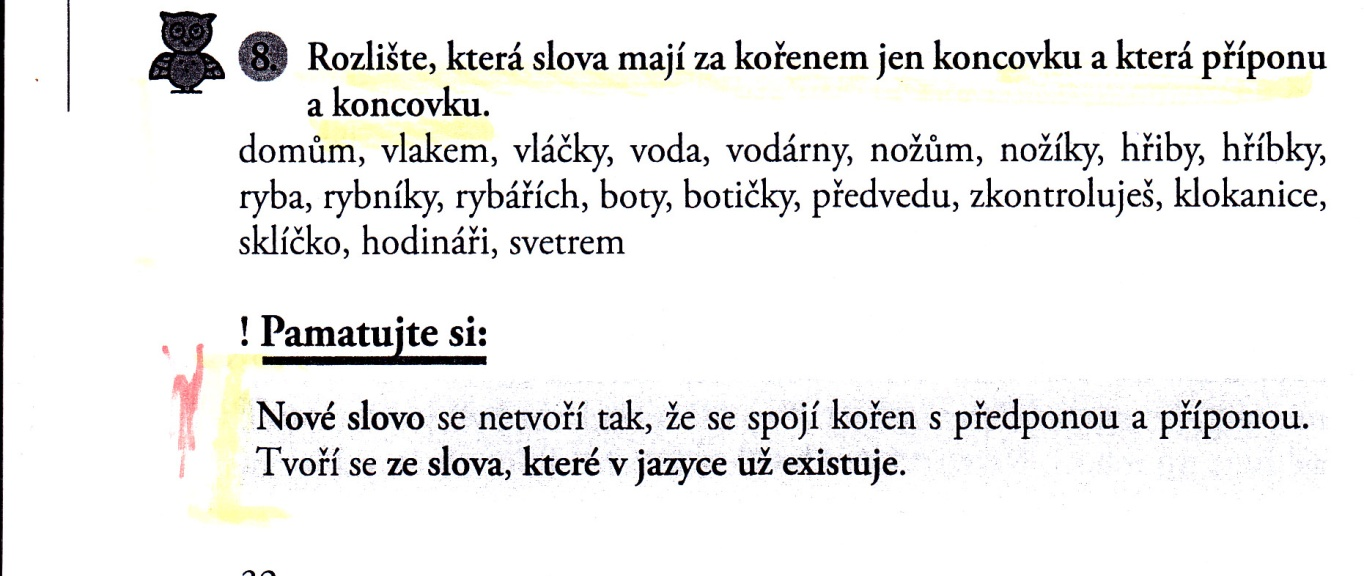 8. Rozlište, která slova mají za kořenem jen koncovku a která příponu
a koncovku.
domům, vlakem, vláčky, voda, vodárny, nožům, nožíky, hřiby, hříbky,
ryba, rybníky, rybářích, boty, botičky, předvedu, zkontroluješ, klokanice,
sklíčko, hodináři, svetrem
! Pamatujte si:
Nové slovo se netvoří tak, že se spojí kořen s předponou a příponou.
Tvoří se ze slova, které v jazyce už existuje.